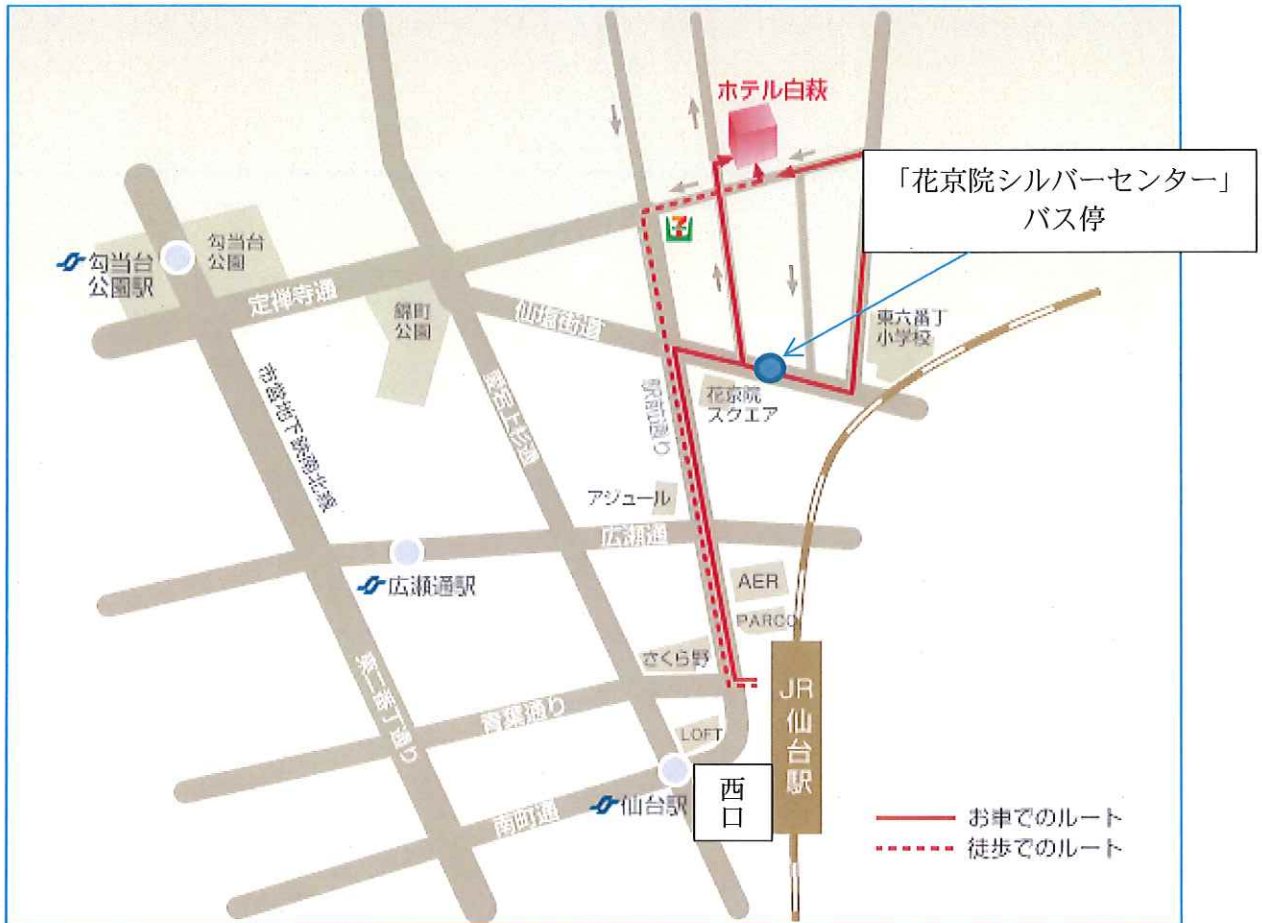 ホテル白萩
「花京院シルバーセンター」
バス停
勾当台
公園駅
勾当台
公園
定禅寺通
錦町
公園
仙塩街道
東六番丁
小学校
花京院
スクエア
駅前通り
愛宕上杉通
市営地下鉄南北線
アジュール
広瀬通
広瀬通駅
AER
PARCO
さくら野
JR
仙台駅
東二番丁通り
青葉通り
LOFT
西口
仙台駅
南町通
お車でのルート
徒歩でのルート